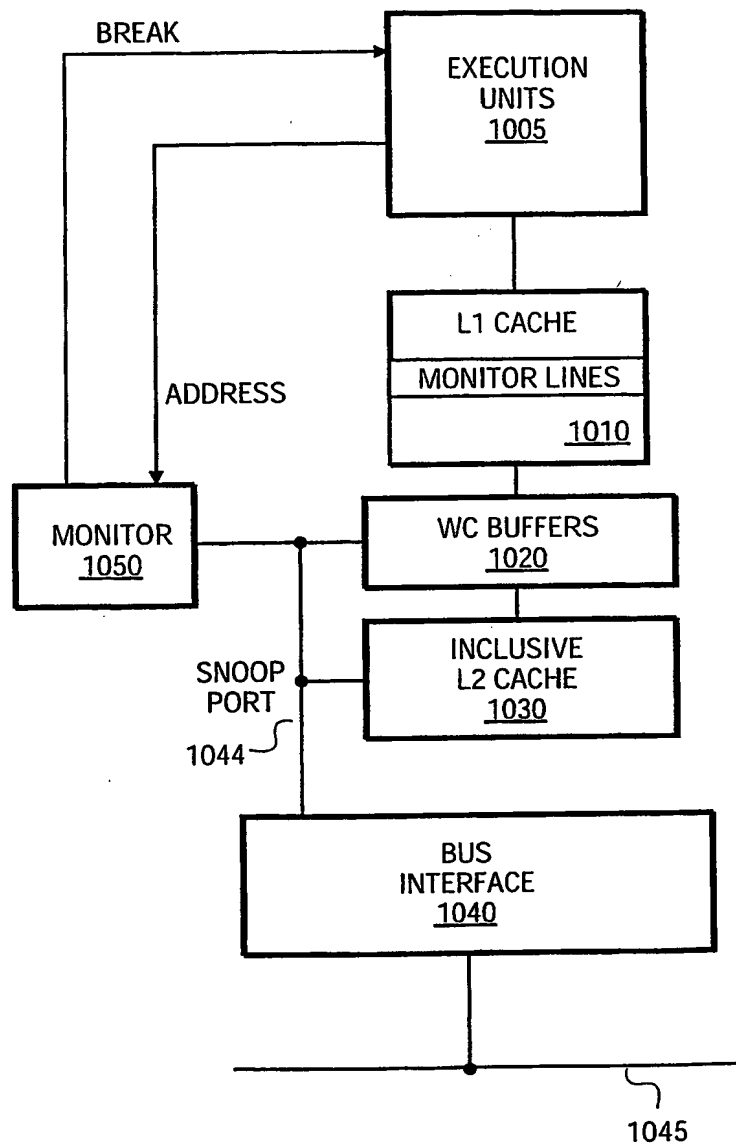 BREAK
EXECUTION
UNITS
1005
L1 CACHE
MONITOR LINES
1010
ADDRESS
MONITOR
1050
WC BUFFERS
1020
INCLUSIVE
L2 CACHE
1030
SNOOP
PORT
1044
BUS
INTERFACE
1040
1045